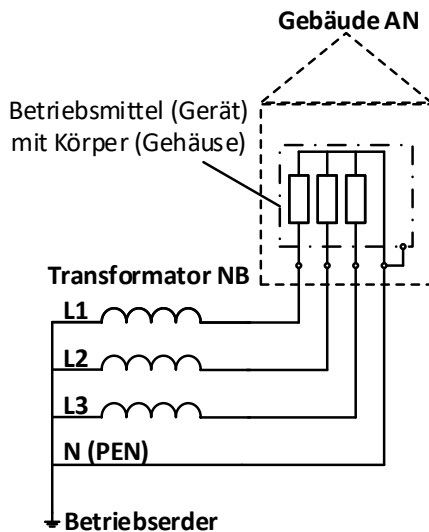 Gebäude AN
Betriebsmittel (Gerät)
mit Körper (Gehäuse)
Transformator NB
L1
L2
L3
N (PEN)
Betriebserder